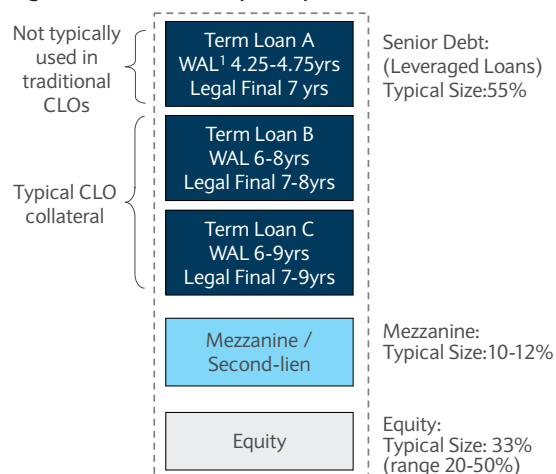 Not typically
used in
traditional
CLOs
Term Loan A
WAL¹ 4.25-4.75yrs
Legal Final 7 yrs
Senior Debt:
(Leveraged Loans)
Typical Size:55%
Typical CLO
collateral
Term Loan B
WAL 6-8yrs
Legal Final 7-8yrs
Term Loan C
WAL 6-9yrs
Legal Final 7-9yrs
Mezzanine /
Second-lien
Mezzanine:
Typical Size:10-12%
Equity
Equity:
Typical Size: 33%
(range 20-50%)